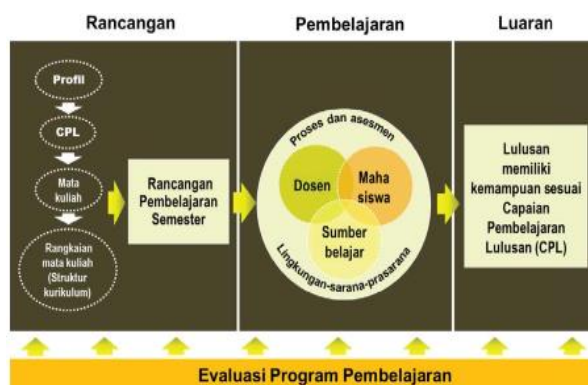 Rancangan
Pembelajaran
Luaran
Profil
CPL
Mata
kuliah
Rangkaian
mata kuliah
(Struktur
kurikulum)
Rancangan
Pembelajaran
Semester
Proses dan asesmen
Dosen
Maha
siswa
Sumber
belajar
Lingkungan-sarana-prasarana
Lulusan
memiliki
kemampuan sesuai
Capaian
Pembelajaran
Lulusan (CPL)
Evaluasi Program Pembelajaran